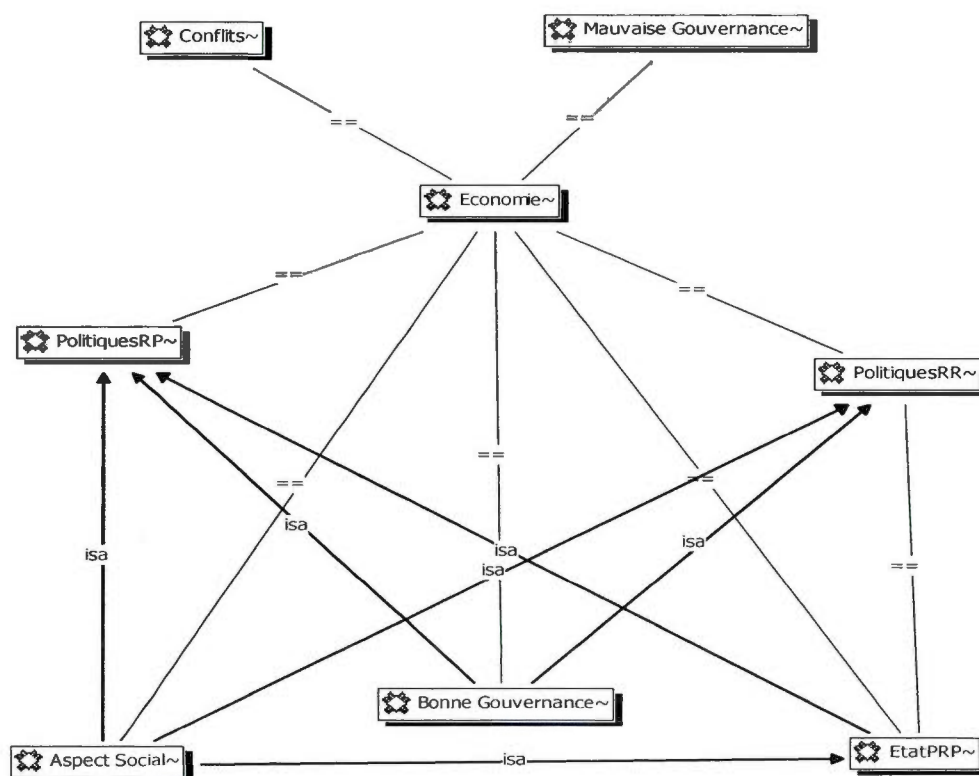 Conflits~
Mauvaise Gouvernance~
==
==
Economie~
==
==
PolitiquesRP~
PolitiquesRR~
==
==
==
isa
isa
isa
isa
isa
isa
==
Bonne Gouvernance~
Aspect Social~
isa
EtatPRP~